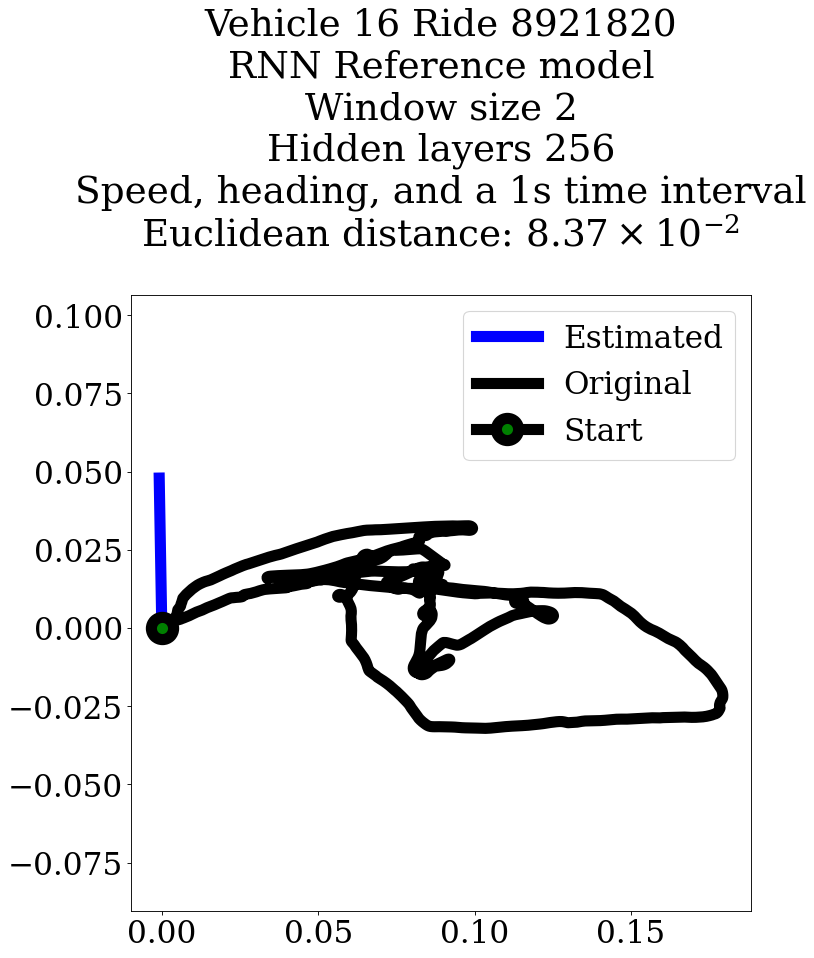 Vehicle 16 Ride 8921820
RNN Reference model
Window size 2
Hidden layers 256
Speed, heading, and a 1s time interval
Euclidean distance: 8.37 × 10⁻²
Estimated
Original
Start
0.100
0.075
0.050
0.025
0.000
−0.025
−0.050
−0.075
0.00 0.05 0.10 0.15